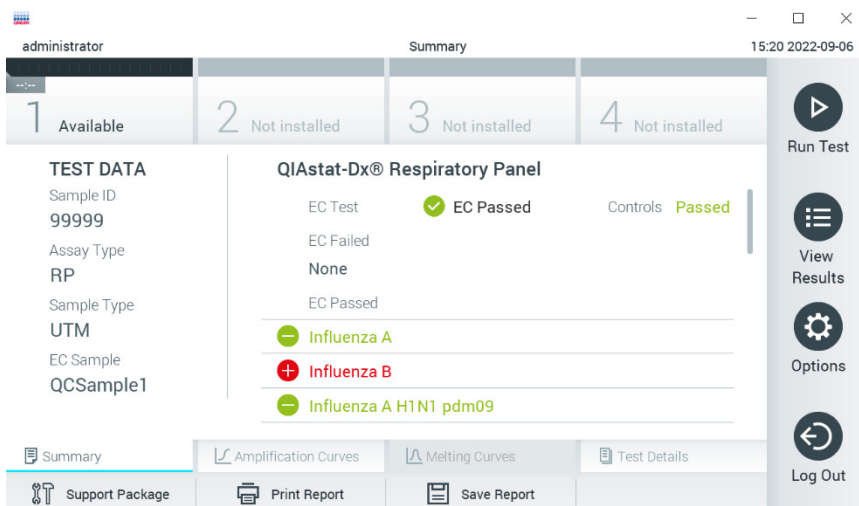 QIAGEN
administrator Summary 15:20 2022-09-06
--:--
1 Available
2 Not installed
3 Not installed
4 Not installed
Run Test
View Results
Options
Log Out
TEST DATA
Sample ID
99999
Assay Type
RP
Sample Type
UTM
EC Sample
QCSample1
QIAstat-Dx® Respiratory Panel
EC Test EC Passed Controls Passed
EC Failed
None
EC Passed
Influenza A
Influenza B
Influenza A H1N1 pdm09
Summary Amplification Curves Melting Curves Test Details
Support Package Print Report Save Report